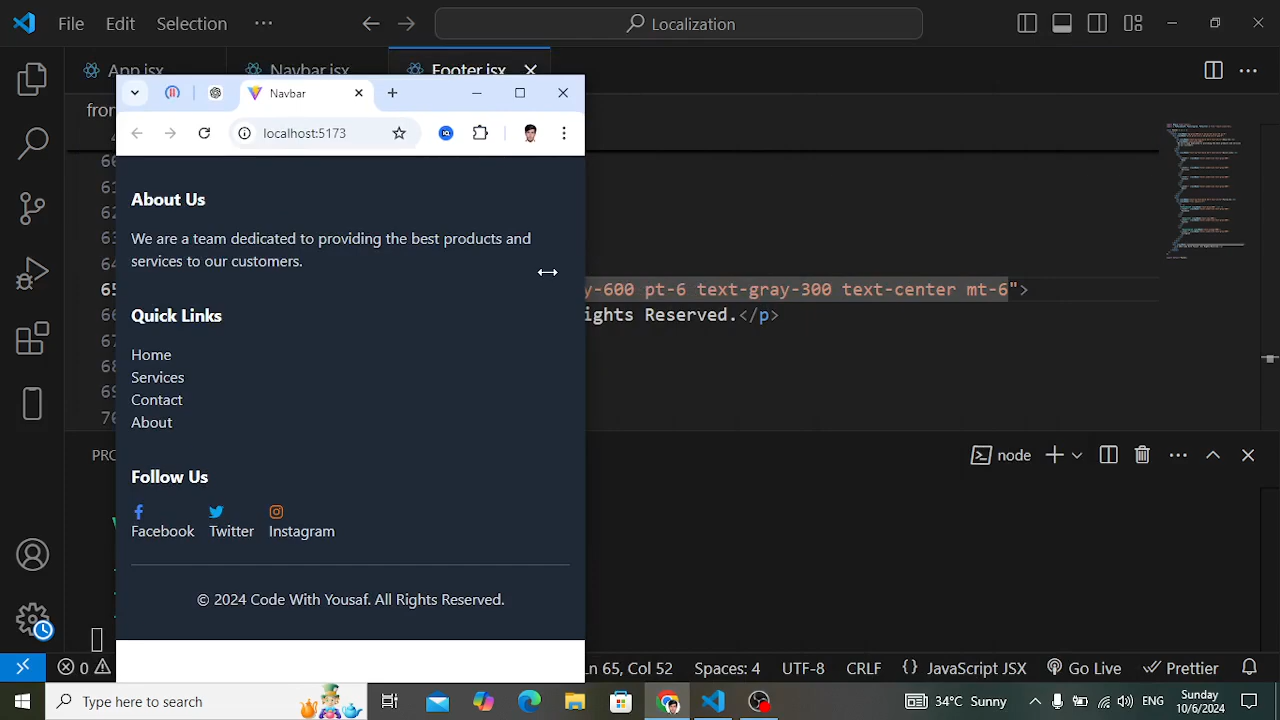 File Edit Selection ··· Localization
App.jsx Navbar.jsx Footer.jsx
Navbar
localhost:5173
About Us
We are a team dedicated to providing the best products and
services to our customers.
y-600 pt-6 text-gray-300 text-center mt-6">
Quick Links
ights Reserved.</p>
Home
Services
Contact
About
node
Follow Us
Facebook Twitter Instagram
© 2024 Code With Yousaf. All Rights Reserved.
0
Ln 65, Col 52 Spaces: 4 UTF-8 CRLF {} JavaScript JSX Go Live Prettier
Type here to search
34°C Sunny ENG
Sunday
10/6/2024